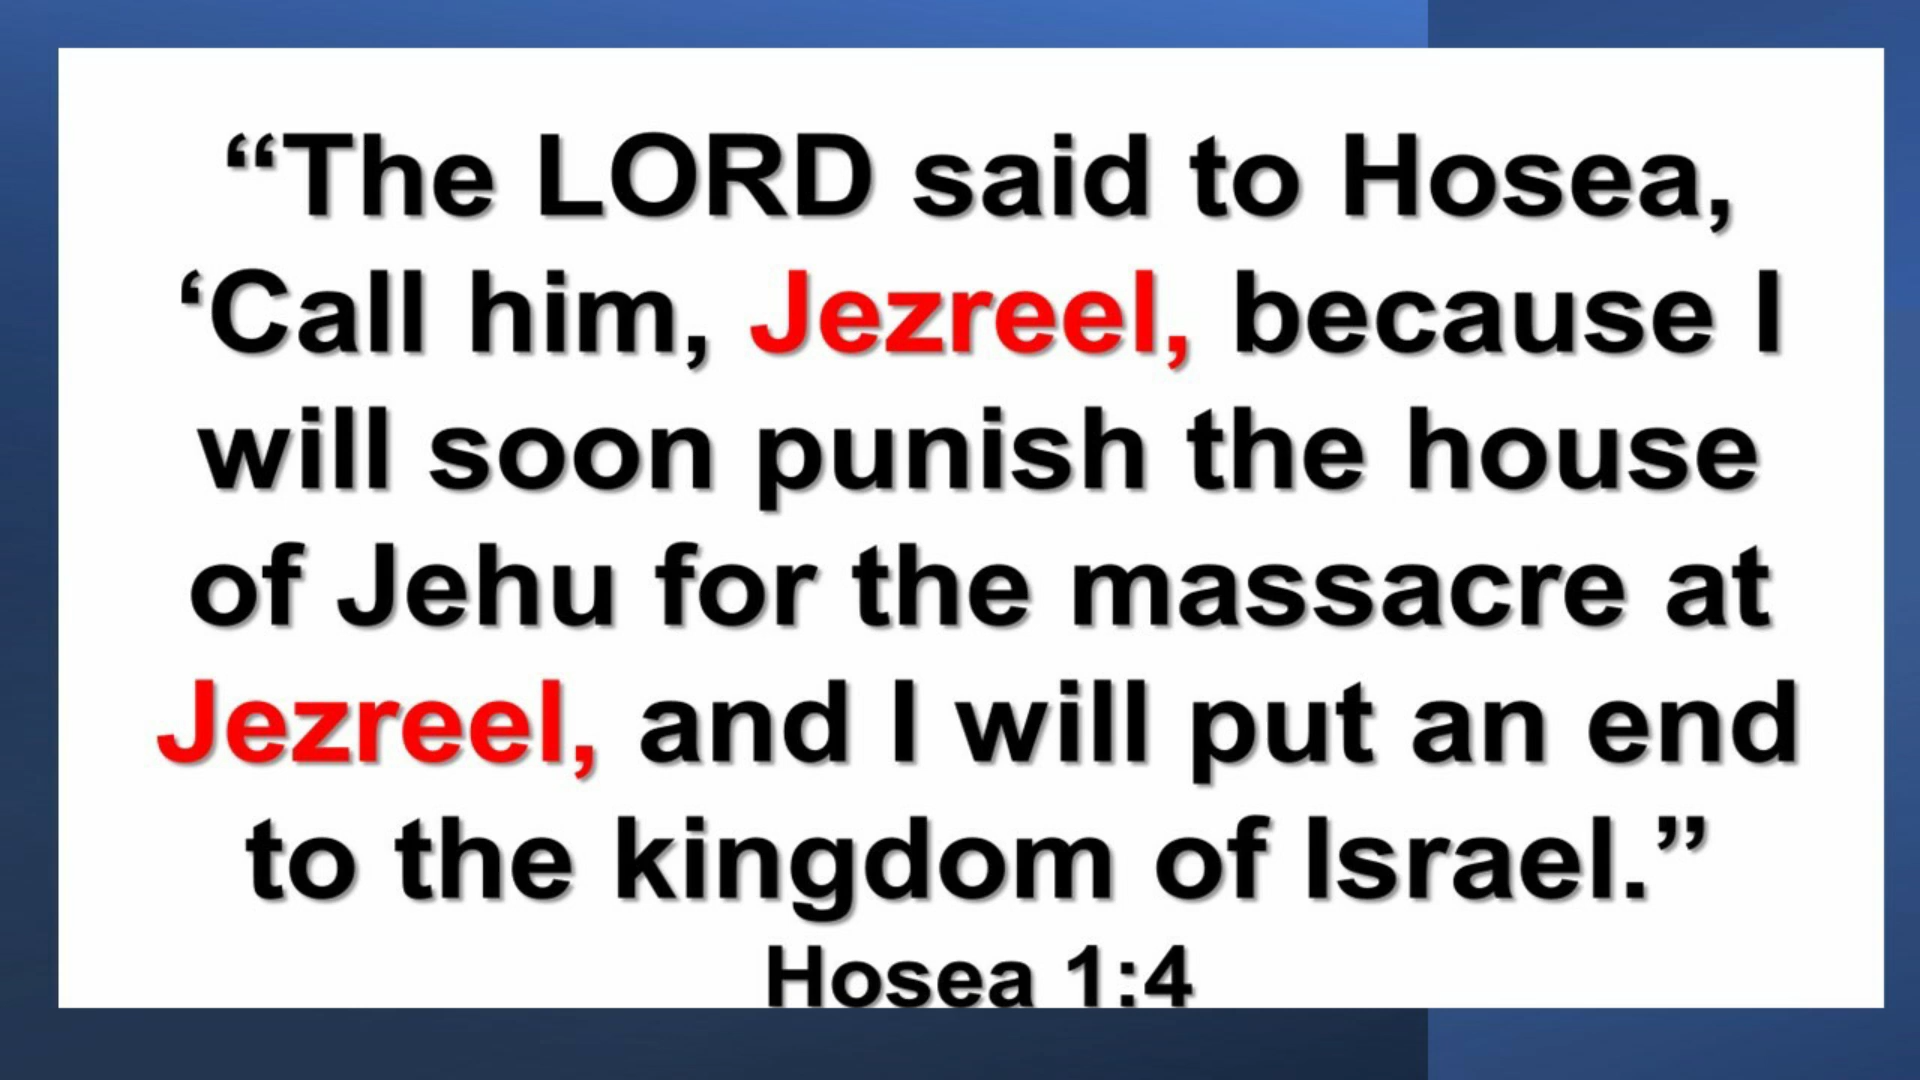 “The LORD said to Hosea,
‘Call him, Jezreel, because I
will soon punish the house
of Jehu for the massacre at
Jezreel, and I will put an end
to the kingdom of Israel.”
Hosea 1:4